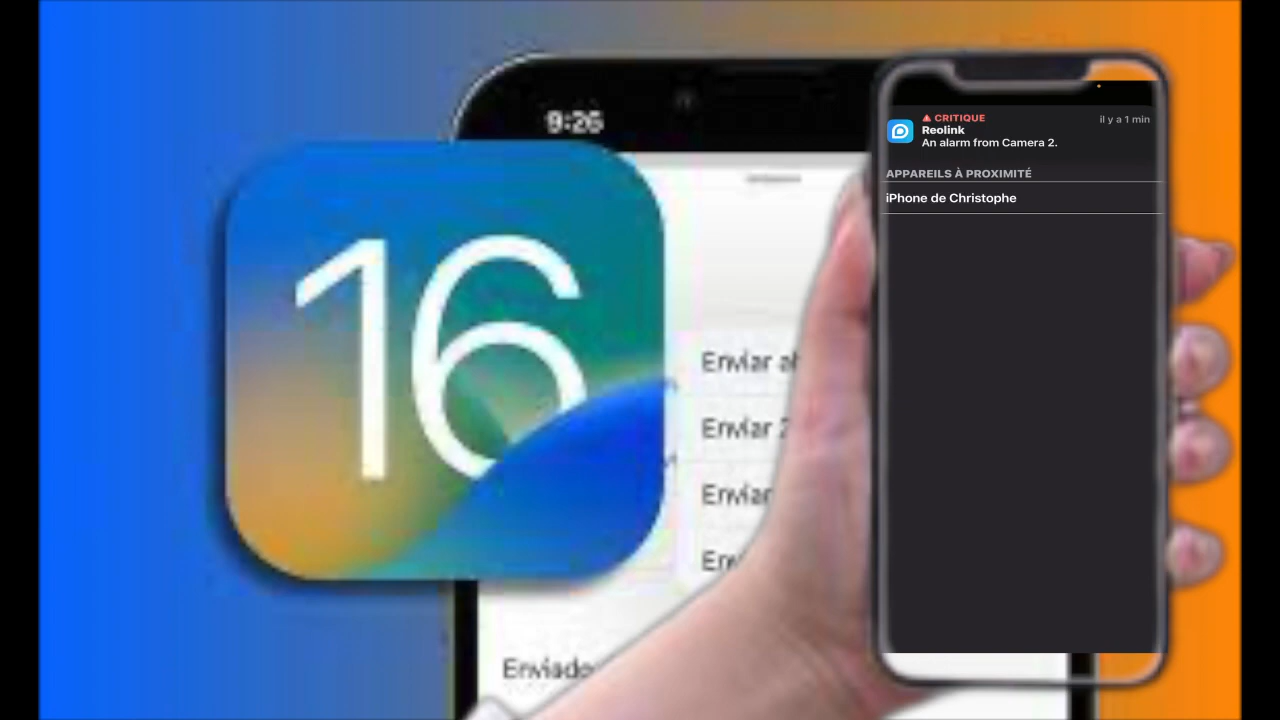 9:26
16
Enviar
Enviar 2
Enviar
Enviado
CRITIQUE
il y a 1 min
Reolink
An alarm from Camera 2.
APPAREILS À PROXIMITÉ
iPhone de Christophe